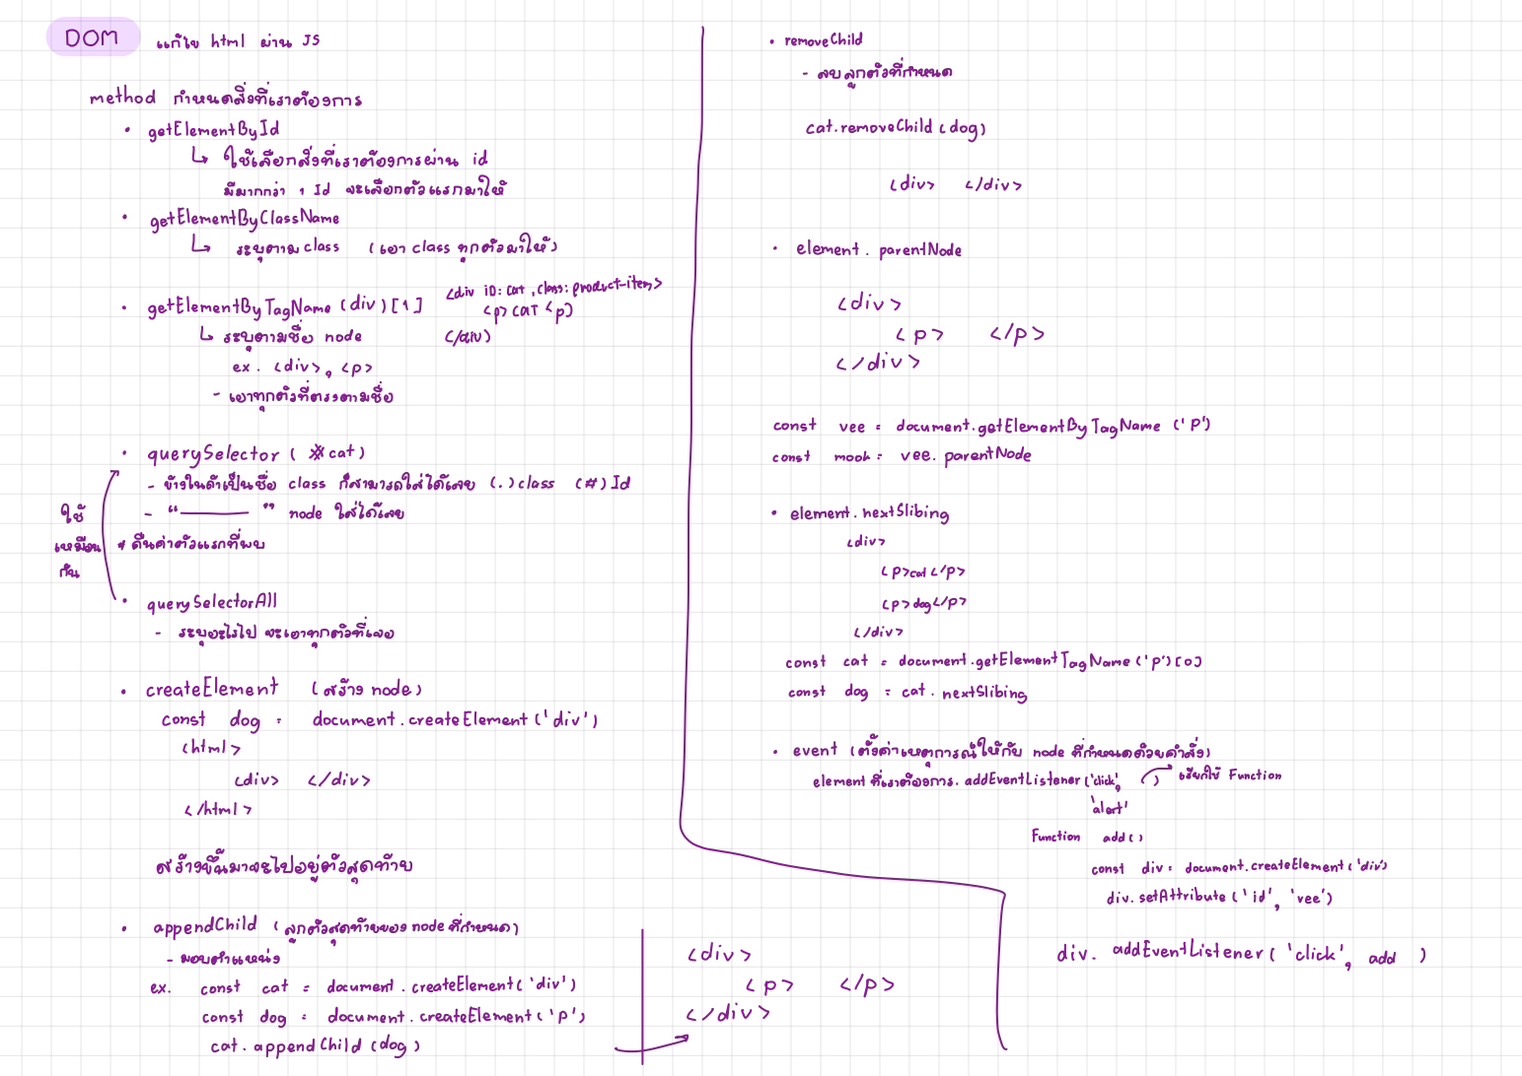 DOM แก้ไข html ผ่าน JS
method กำหนดสิ่งที่เราต้องการ
• getElementById
↳ ใช้เลือกสิ่งที่เราต้องการผ่าน id
มีมากกว่า 1 Id จะเลือกตัวแรกมาให้
• getElementByClassName
↳ ระบุตาม class (เอา class ทุกตัวมาให้)
• getElementByTagName (div)[1]
<div iD: cat , class: product-item>
<p> CAT <p>
</div>
↳ ระบุตามชื่อ node
ex. <div>, <p>
- เอาทุกตัวที่ตรงตามชื่อ
• querySelector ( #cat)
- ข้างในถ้าเป็นชื่อ class ก็สามารถใส่ได้เลย (.) class (#) Id
- “ ——— ” node ใส่ได้เลย
* คืนค่าตัวแรกที่พบ
ใช้
เหมือน
กัน
• querySelectorAll
- ระบุอะไรไป จะเอาทุกตัวที่เจอ
• createElement (สร้าง node)
const dog = document.createElement('div')
<html>
<div> </div>
</html>
สร้างขึ้นมาจะไปอยู่ตัวสุดท้าย
• appendChild (ลูกตัวสุดท้ายของ node ที่กำหนด)
- มอบตำแหน่ง
ex. const cat = document.createElement('div')
const dog = document.createElement('p')
cat.appendChild(dog)
<div>
<p> </p>
</div>
• removeChild
- ลบลูกตัวที่กำหนด
cat.removeChild(dog)
<div> </div>
• element. parentNode
<div>
<p> </p>
</div>
const vee = document.getElementByTagName ('P')
const mook = vee. parentNode
• element. nextSlibing
<div>
<p>cat</p>
<p>dog</p>
</div>
const cat = document.getElementTagName('p')[0]
const dog = cat. nextSlibing
• event (ตั้งค่าเหตุการณ์ให้กับ node ที่กำหนดด้วยคำสั่ง)
element ที่เราต้องการ. addEventListener('click', ) เรียกใช้ Function
'alert'
Function add()
const div = document.createElement('div')
div.setAttribute('id', 'vee')
div. addEventListener( 'click', add )